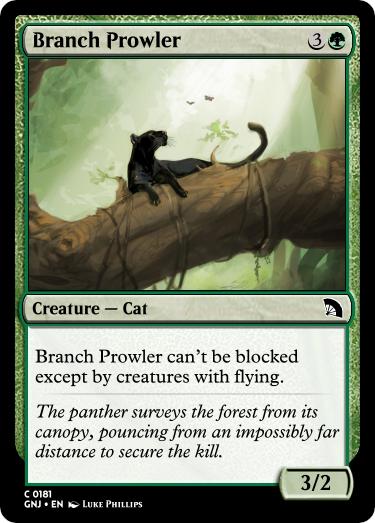 Branch Prowler 3
Creature — Cat
Branch Prowler can't be blocked
except by creatures with flying.
The panther surveys the forest from its
canopy, pouncing from an impossibly far
distance to secure the kill.
3/2
C 0181
GNJ • EN Luke Phillips